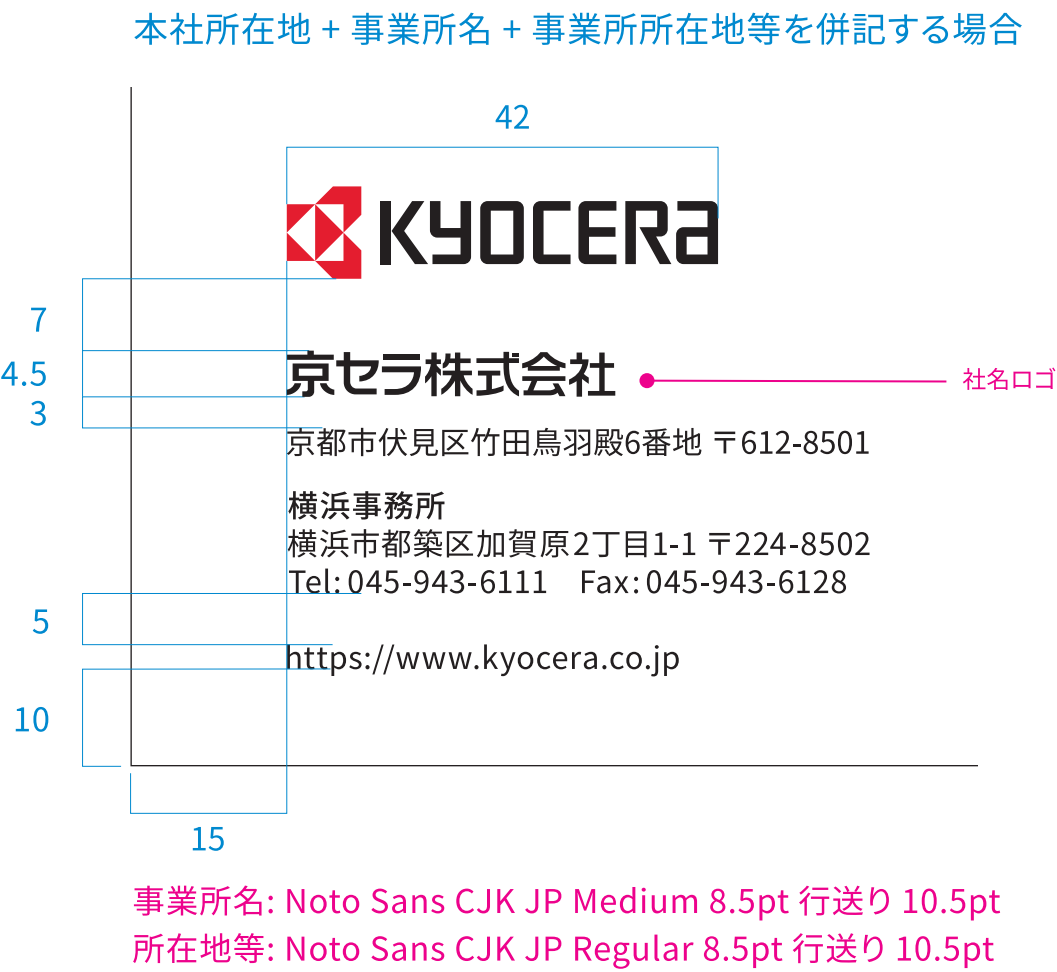 本社所在地 + 事業所名 + 事業所所在地等を併記する場合
42
KYOCERA
7
4.5
京セラ株式会社
社名ロゴ
3
京都市伏見区竹田鳥羽殿6番地 〒612-8501
横浜事務所
横浜市都築区加賀原2丁目1-1 〒224-8502
Tel: 045-943-6111 Fax: 045-943-6128
5
https://www.kyocera.co.jp
10
15
事業所名: Noto Sans CJK JP Medium 8.5pt 行送り 10.5pt
所在地等: Noto Sans CJK JP Regular 8.5pt 行送り 10.5pt